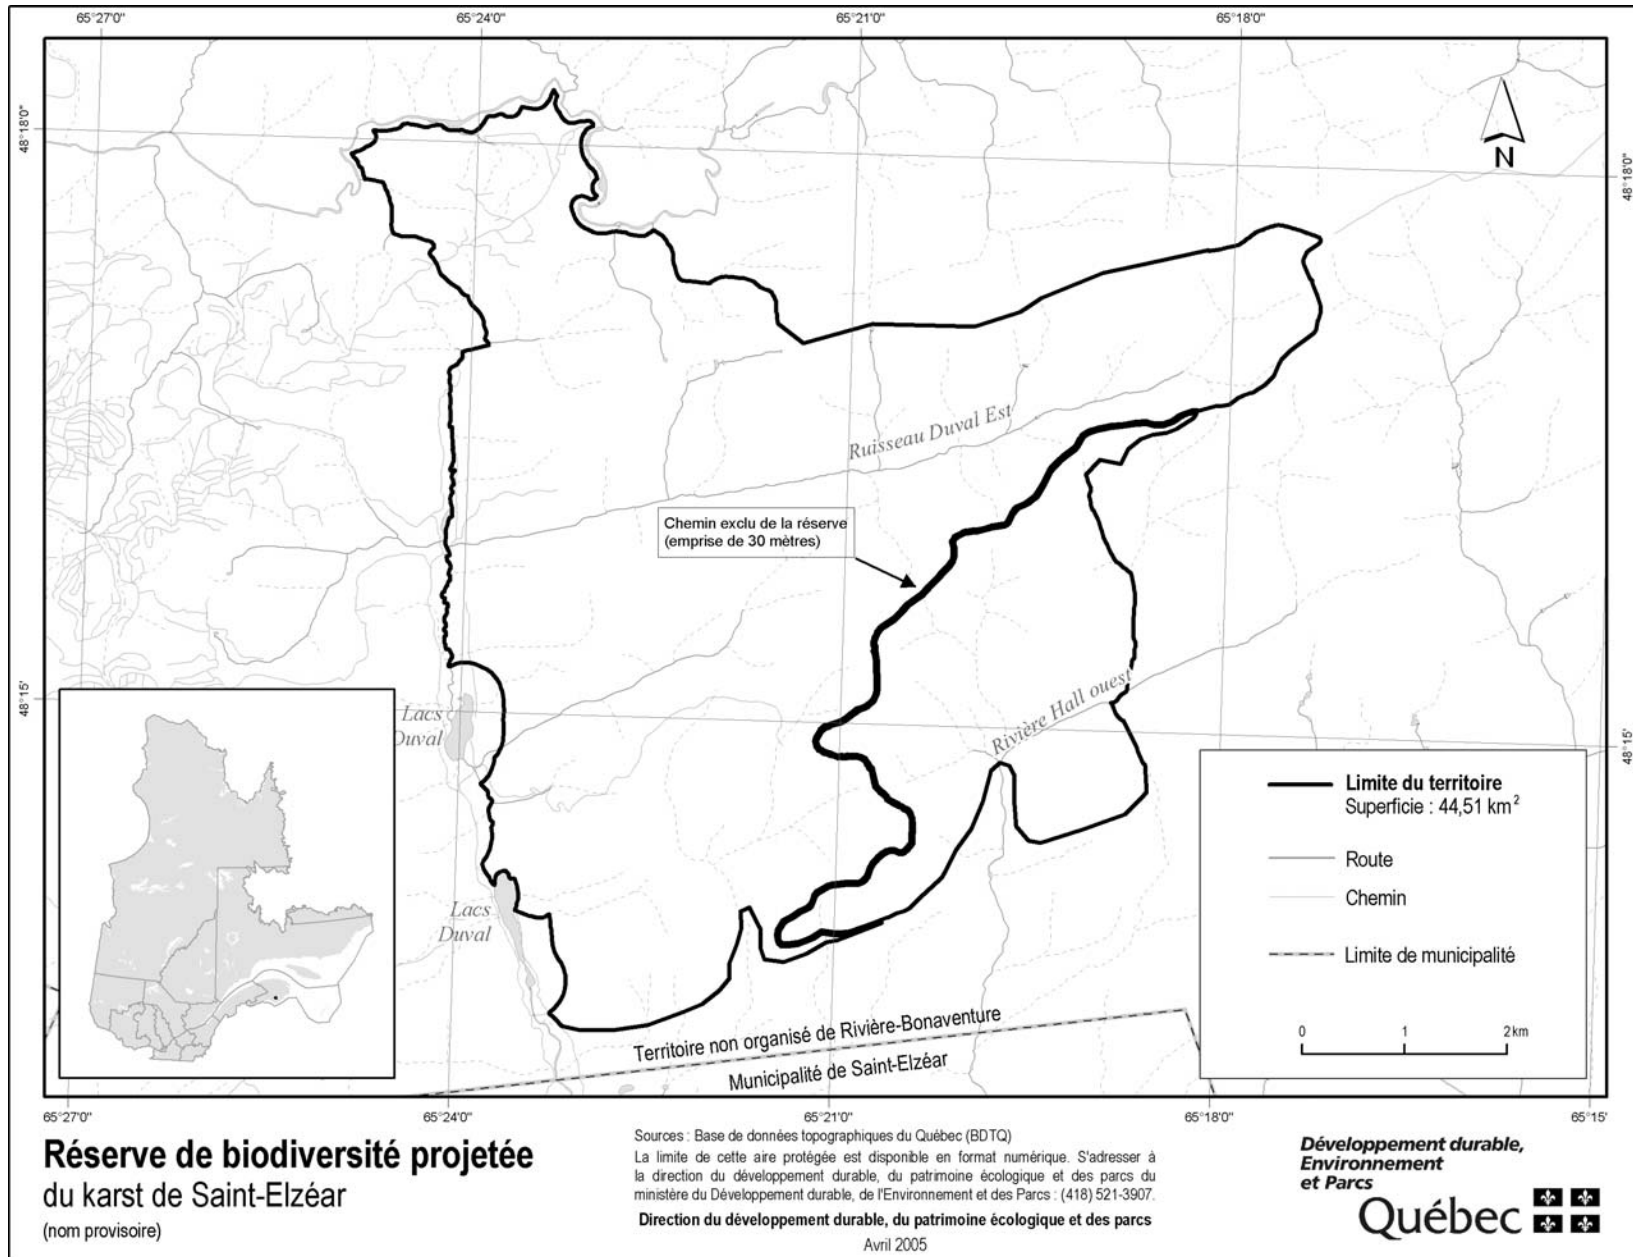 65°27'0"
65°24'0"
65°21'0"
65°18'0"
48°18'0"
48°18'0"
N
Ruisseau Duval Est
Chemin exclu de la réserve
(emprise de 30 mètres)
48°15'
48°15'
Lacs
Duval
Rivière Hall ouest
Lacs
Duval
Limite du territoire
Superficie : 44,51 km²
Route
Chemin
Limite de municipalité
0 1 2 km
Territoire non organisé de Rivière-Bonaventure
Municipalité de Saint-Elzéar
65°27'0"
65°24'0"
65°21'0"
65°18'0"
65°15'
Réserve de biodiversité projetée
du karst de Saint-Elzéar
(nom provisoire)
Sources : Base de données topographiques du Québec (BDTQ)
La limite de cette aire protégée est disponible en format numérique. S'adresser à
la direction du développement durable, du patrimoine écologique et des parcs du
ministère du Développement durable, de l'Environnement et des Parcs : (418) 521-3907.
Direction du développement durable, du patrimoine écologique et des parcs
Avril 2005
Développement durable,
Environnement
et Parcs
Québec